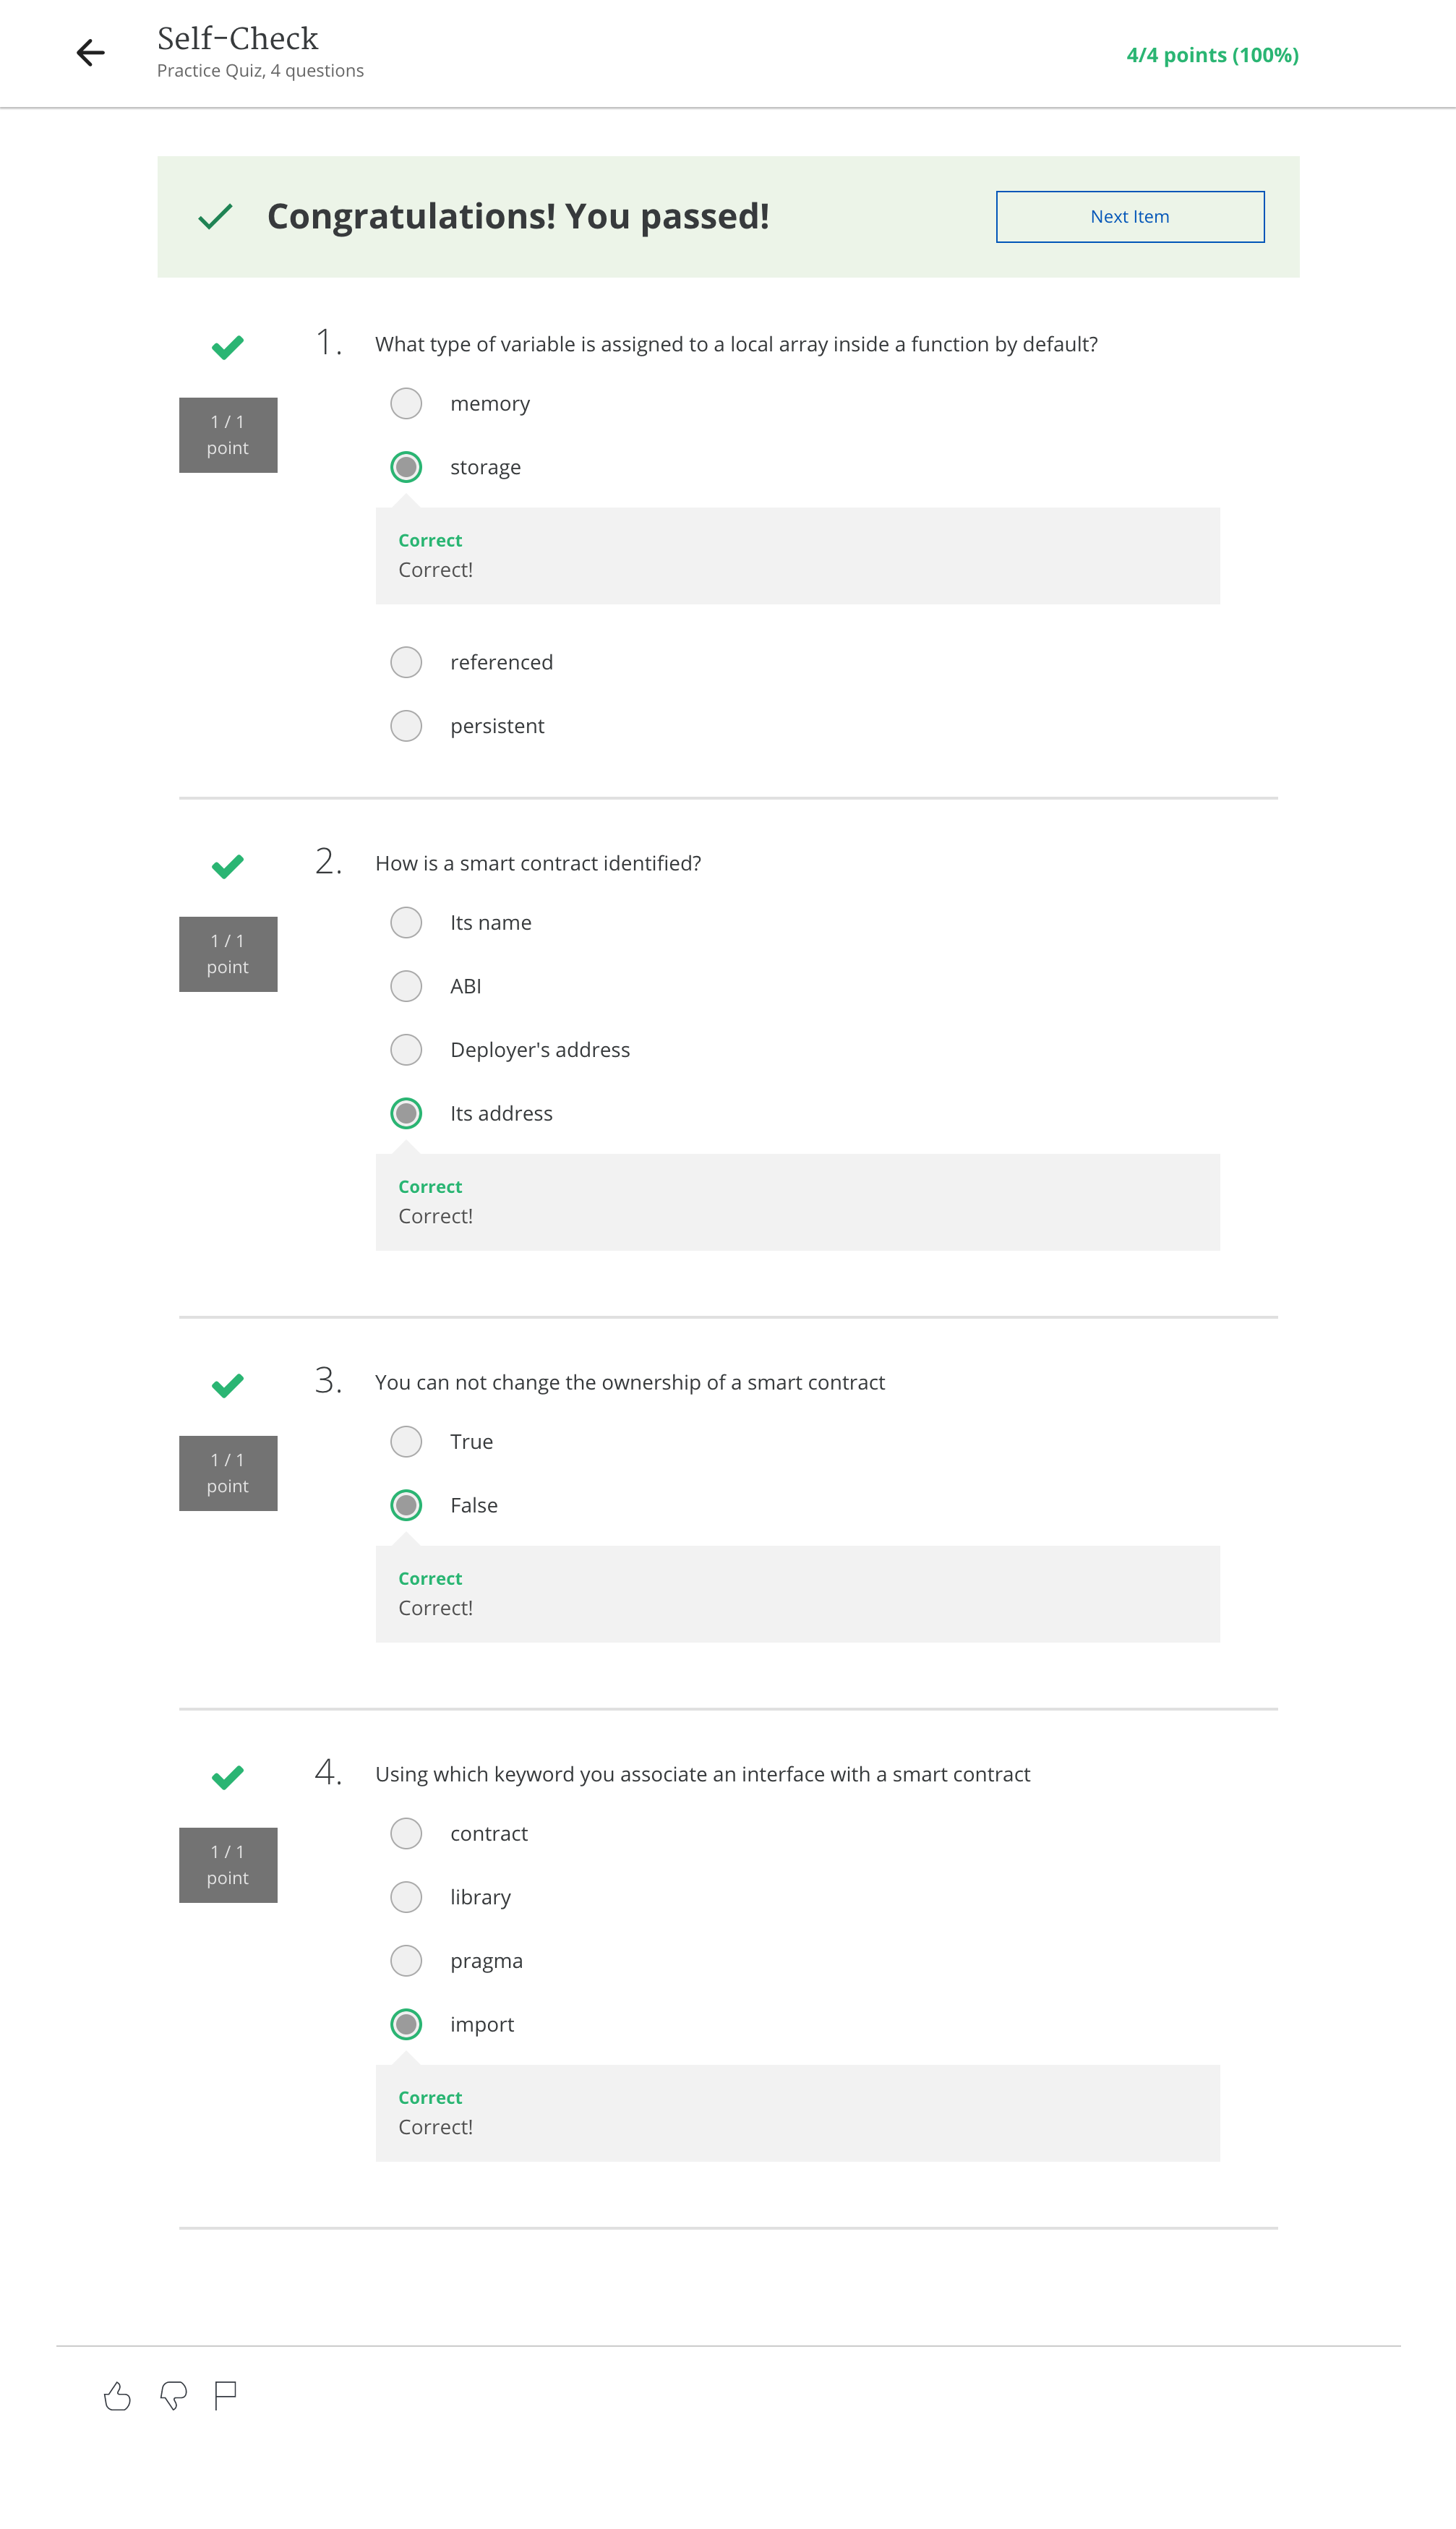 Self-Check
Practice Quiz, 4 questions
4/4 points (100%)
Congratulations! You passed!
Next Item
1 / 1
point
1.
What type of variable is assigned to a local array inside a function by default?
memory
storage
Correct
Correct!
referenced
persistent
1 / 1
point
2.
How is a smart contract identified?
Its name
ABI
Deployer's address
Its address
Correct
Correct!
1 / 1
point
3.
You can not change the ownership of a smart contract
True
False
Correct
Correct!
1 / 1
point
4.
Using which keyword you associate an interface with a smart contract
contract
library
pragma
import
Correct
Correct!